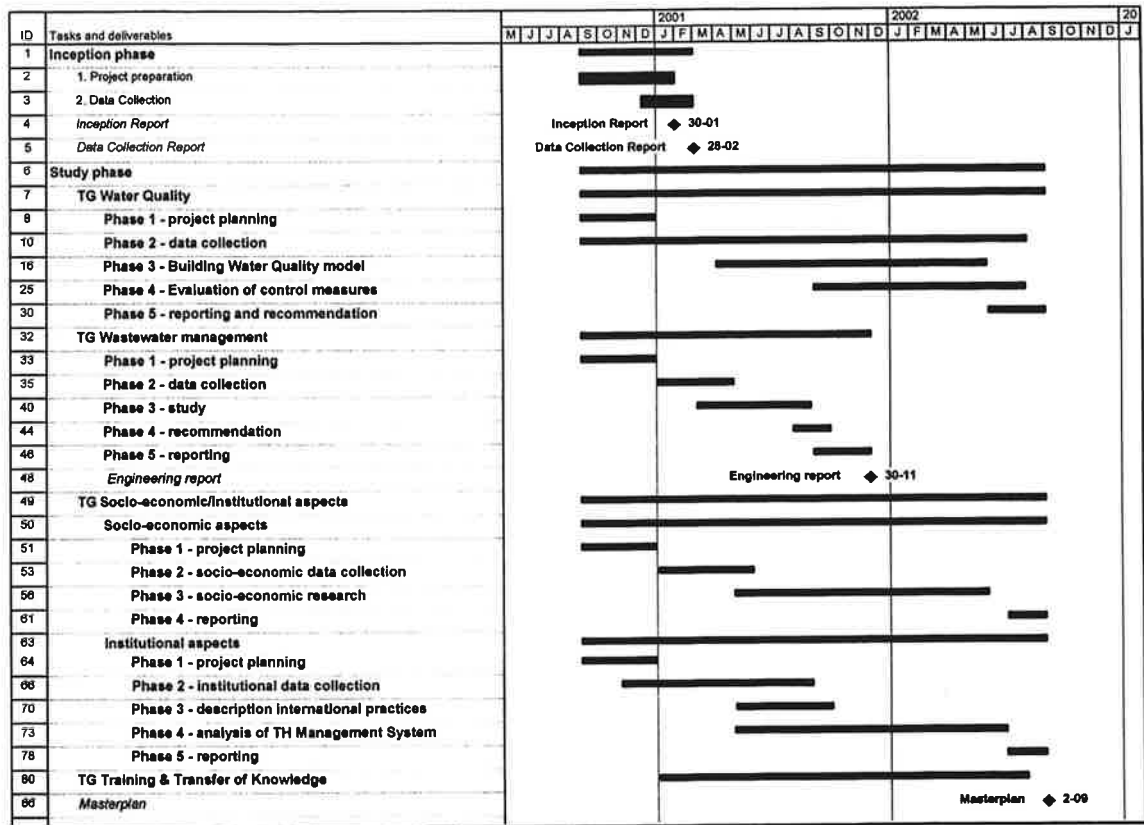 2001 2002 20
ID Tasks and deliverables M J J A S O N D J F M A M J J A S O N D J F M A M J J A S O N D J
1 Inception phase
2 1. Project preparation
3 2. Data Collection
4 Inception Report Inception Report 30-01
5 Data Collection Report Data Collection Report 28-02
6 Study phase
7 TG Water Quality
8 Phase 1 - project planning
10 Phase 2 - data collection
16 Phase 3 - Building Water Quality model
25 Phase 4 - Evaluation of control measures
30 Phase 5 - reporting and recommendation
32 TG Wastewater management
33 Phase 1 - project planning
35 Phase 2 - data collection
40 Phase 3 - study
44 Phase 4 - recommendation
46 Phase 5 - reporting
48 Engineering report Engineering report 30-11
49 TG Socio-economic/Institutional aspects
50 Socio-economic aspects
51 Phase 1 - project planning
53 Phase 2 - socio-economic data collection
56 Phase 3 - socio-economic research
61 Phase 4 - reporting
63 Institutional aspects
64 Phase 1 - project planning
66 Phase 2 - institutional data collection
70 Phase 3 - description international practices
73 Phase 4 - analysis of TH Management System
78 Phase 5 - reporting
80 TG Training & Transfer of Knowledge
Masterplan Masterplan 2-09